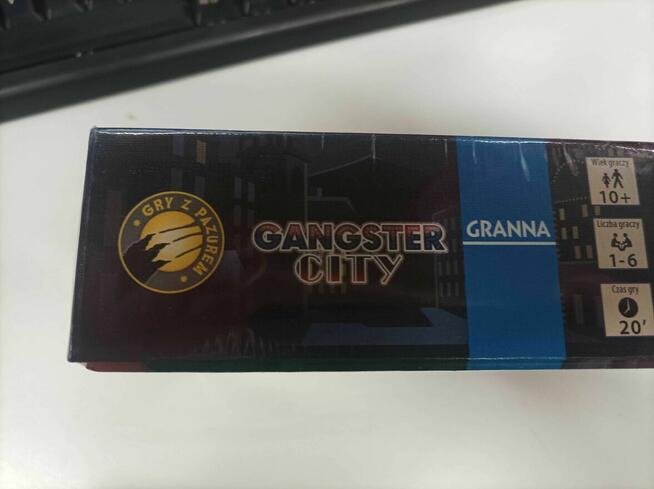 GRY Z PAZUREM
GANGSTER
CITY
GRANNA
Wiek graczy
10+
Liczba graczy
1-6
Czas gry
20'